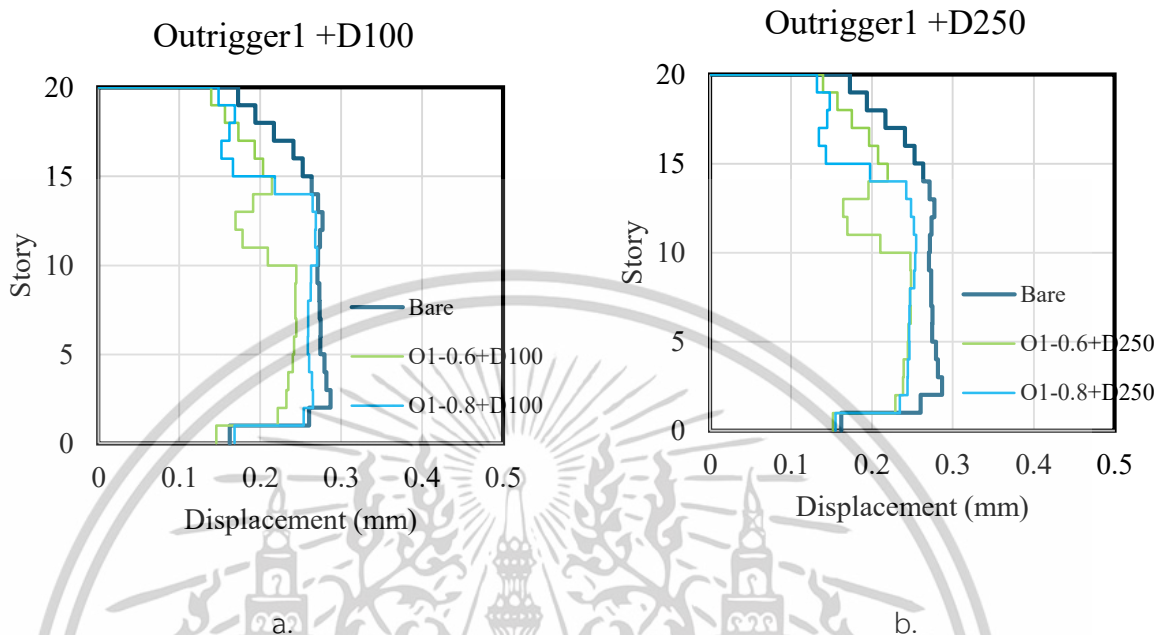 Outrigger1 +D100
20
15
10
5
0
Story
0 0.1 0.2 0.3 0.4 0.5
Displacement (mm)
Bare
O1-0.6+D100
O1-0.8+D100
a.
Outrigger1 +D250
20
15
10
5
0
Story
0 0.1 0.2 0.3 0.4 0.5
Displacement (mm)
Bare
O1-0.6+D250
O1-0.8+D250
b.